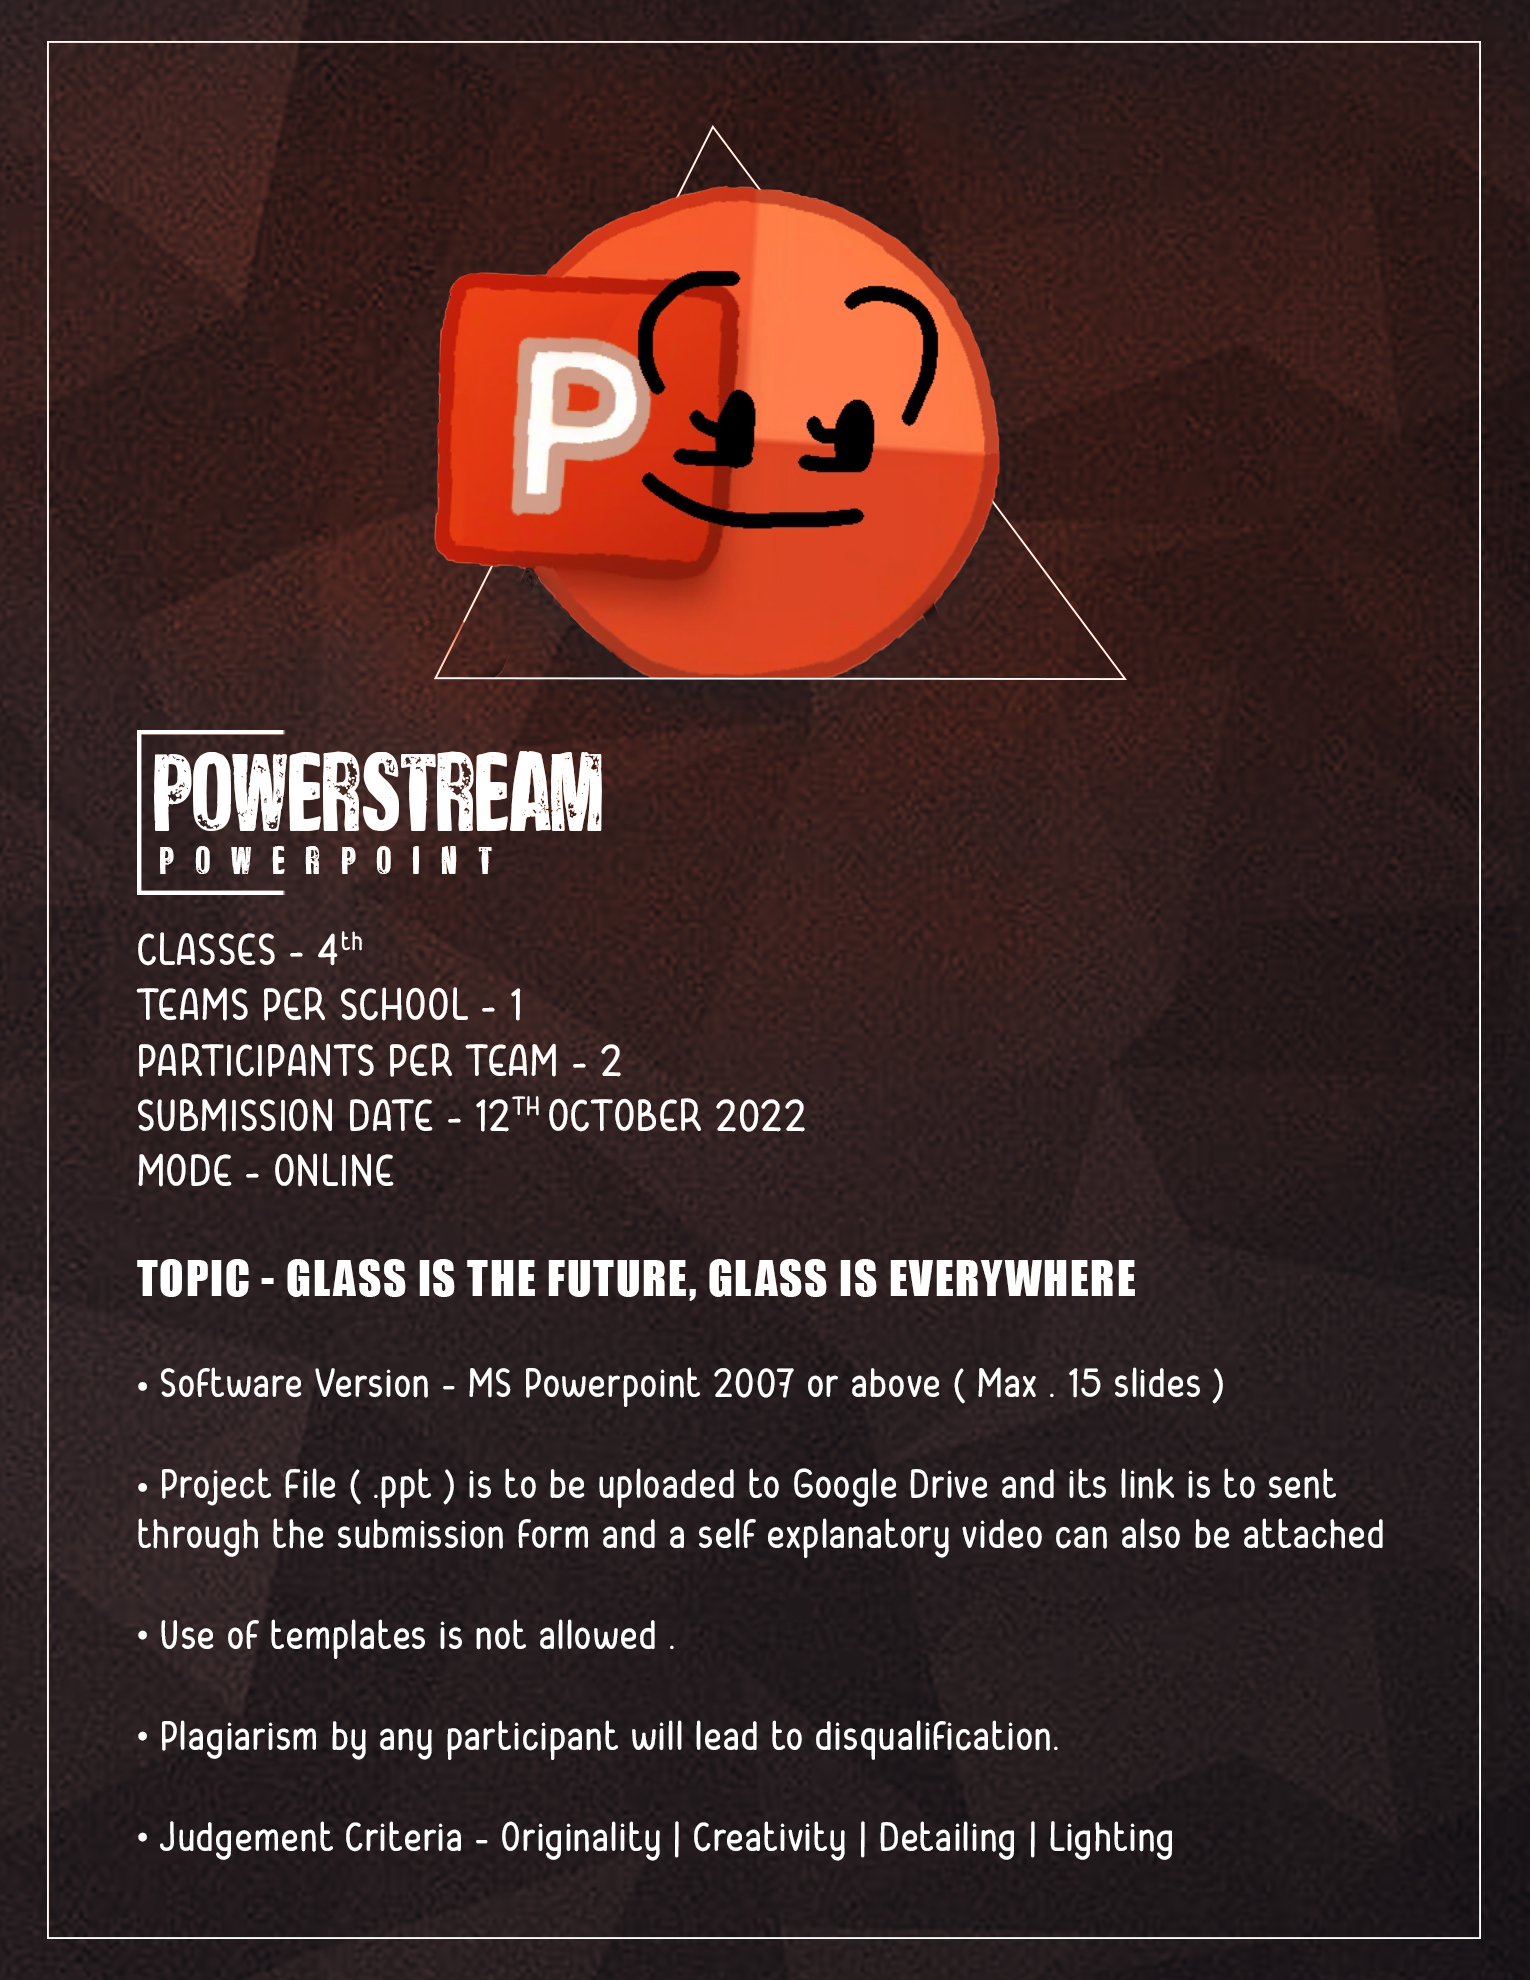 P
POWERSTREAM
POWERPOINT
CLASSES - 4th
TEAMS PER SCHOOL - 1
PARTICIPANTS PER TEAM - 2
SUBMISSION DATE - 12TH OCTOBER 2022
MODE - ONLINE
TOPIC - GLASS IS THE FUTURE, GLASS IS EVERYWHERE
• Software Version - MS Powerpoint 2007 or above ( Max . 15 slides )
• Project File ( .ppt ) is to be uploaded to Google Drive and its link is to sent
through the submission form and a self explanatory video can also be attached
• Use of templates is not allowed .
• Plagiarism by any participant will lead to disqualification.
• Judgement Criteria - Originality | Creativity | Detailing | Lighting